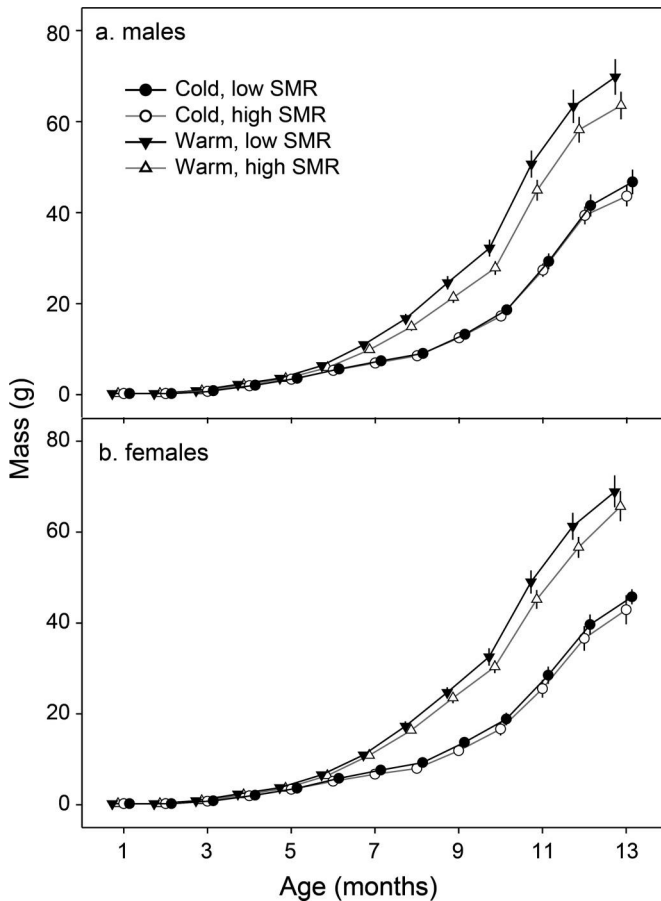 80
a. males
Cold, low SMR
Cold, high SMR
Warm, low SMR
Warm, high SMR
60
40
20
0
Mass (g)
80
b. females
60
40
20
0
1 3 5 7 9 11 13
Age (months)